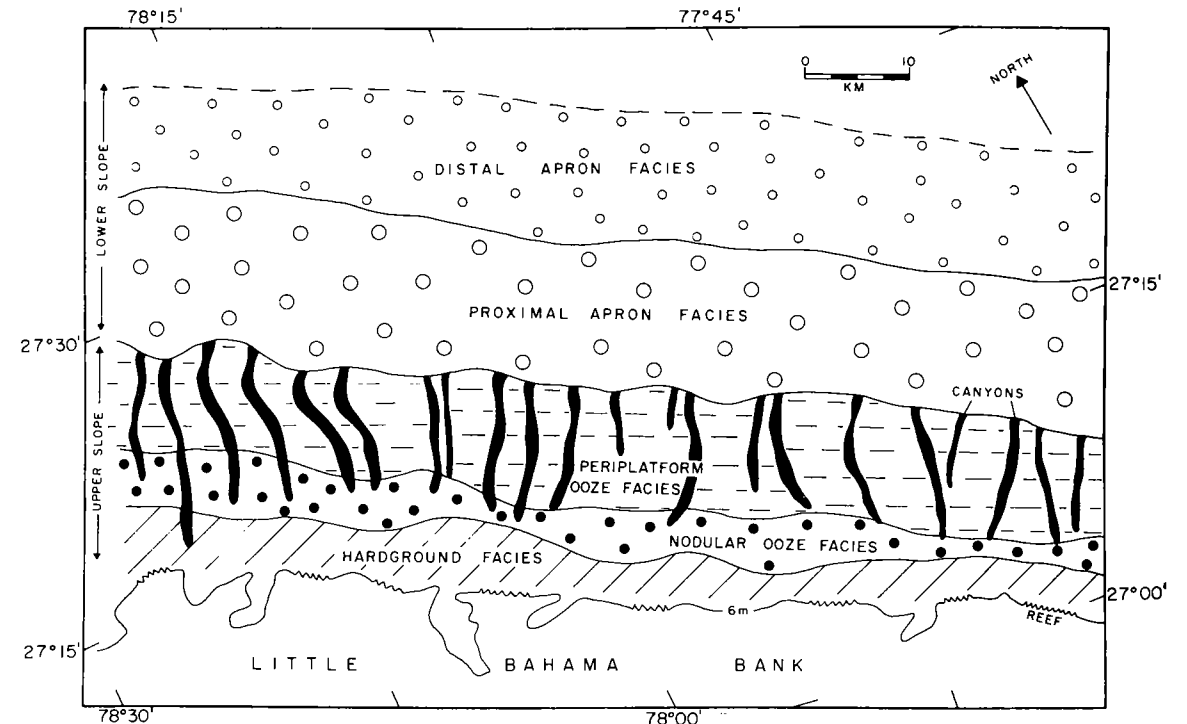 78°15'
77°45'
0 10
KM
NORTH
LOWER SLOPE
DISTAL APRON FACIES
27°15'
PROXIMAL APRON FACIES
27°30'
CANYONS
UPPER SLOPE
PERIPLATFORM
OOZE FACIES
NODULAR OOZE FACIES
HARDGROUND FACIES
27°00'
6m
REEF
27°15'
LITTLE BAHAMA BANK
78°30'
78°00'